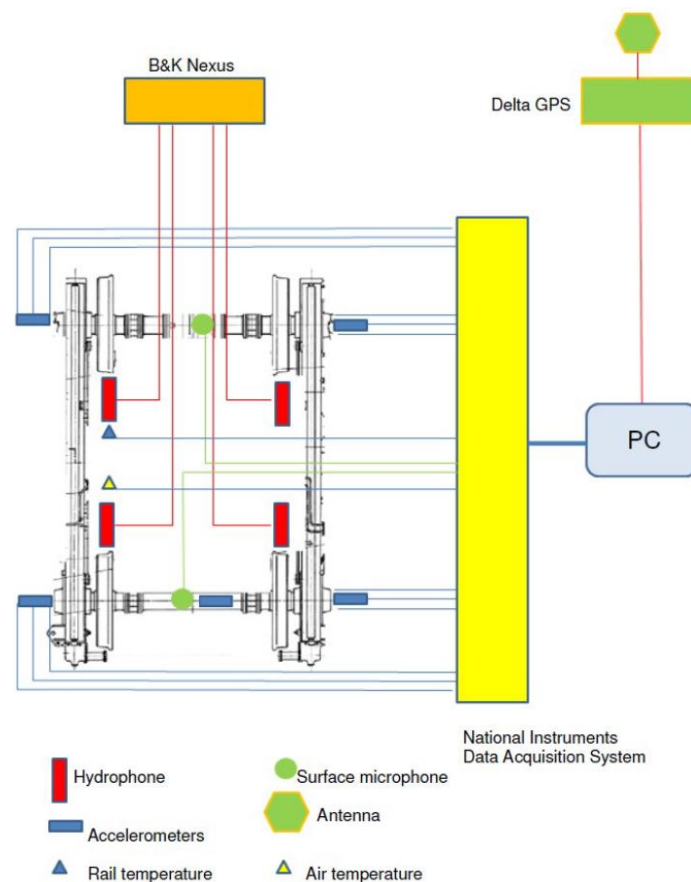 B&K Nexus
Delta GPS
PC
National Instruments
Data Acquisition System
Hydrophone
Surface microphone
Antenna
Accelerometers
Rail temperature
Air temperature